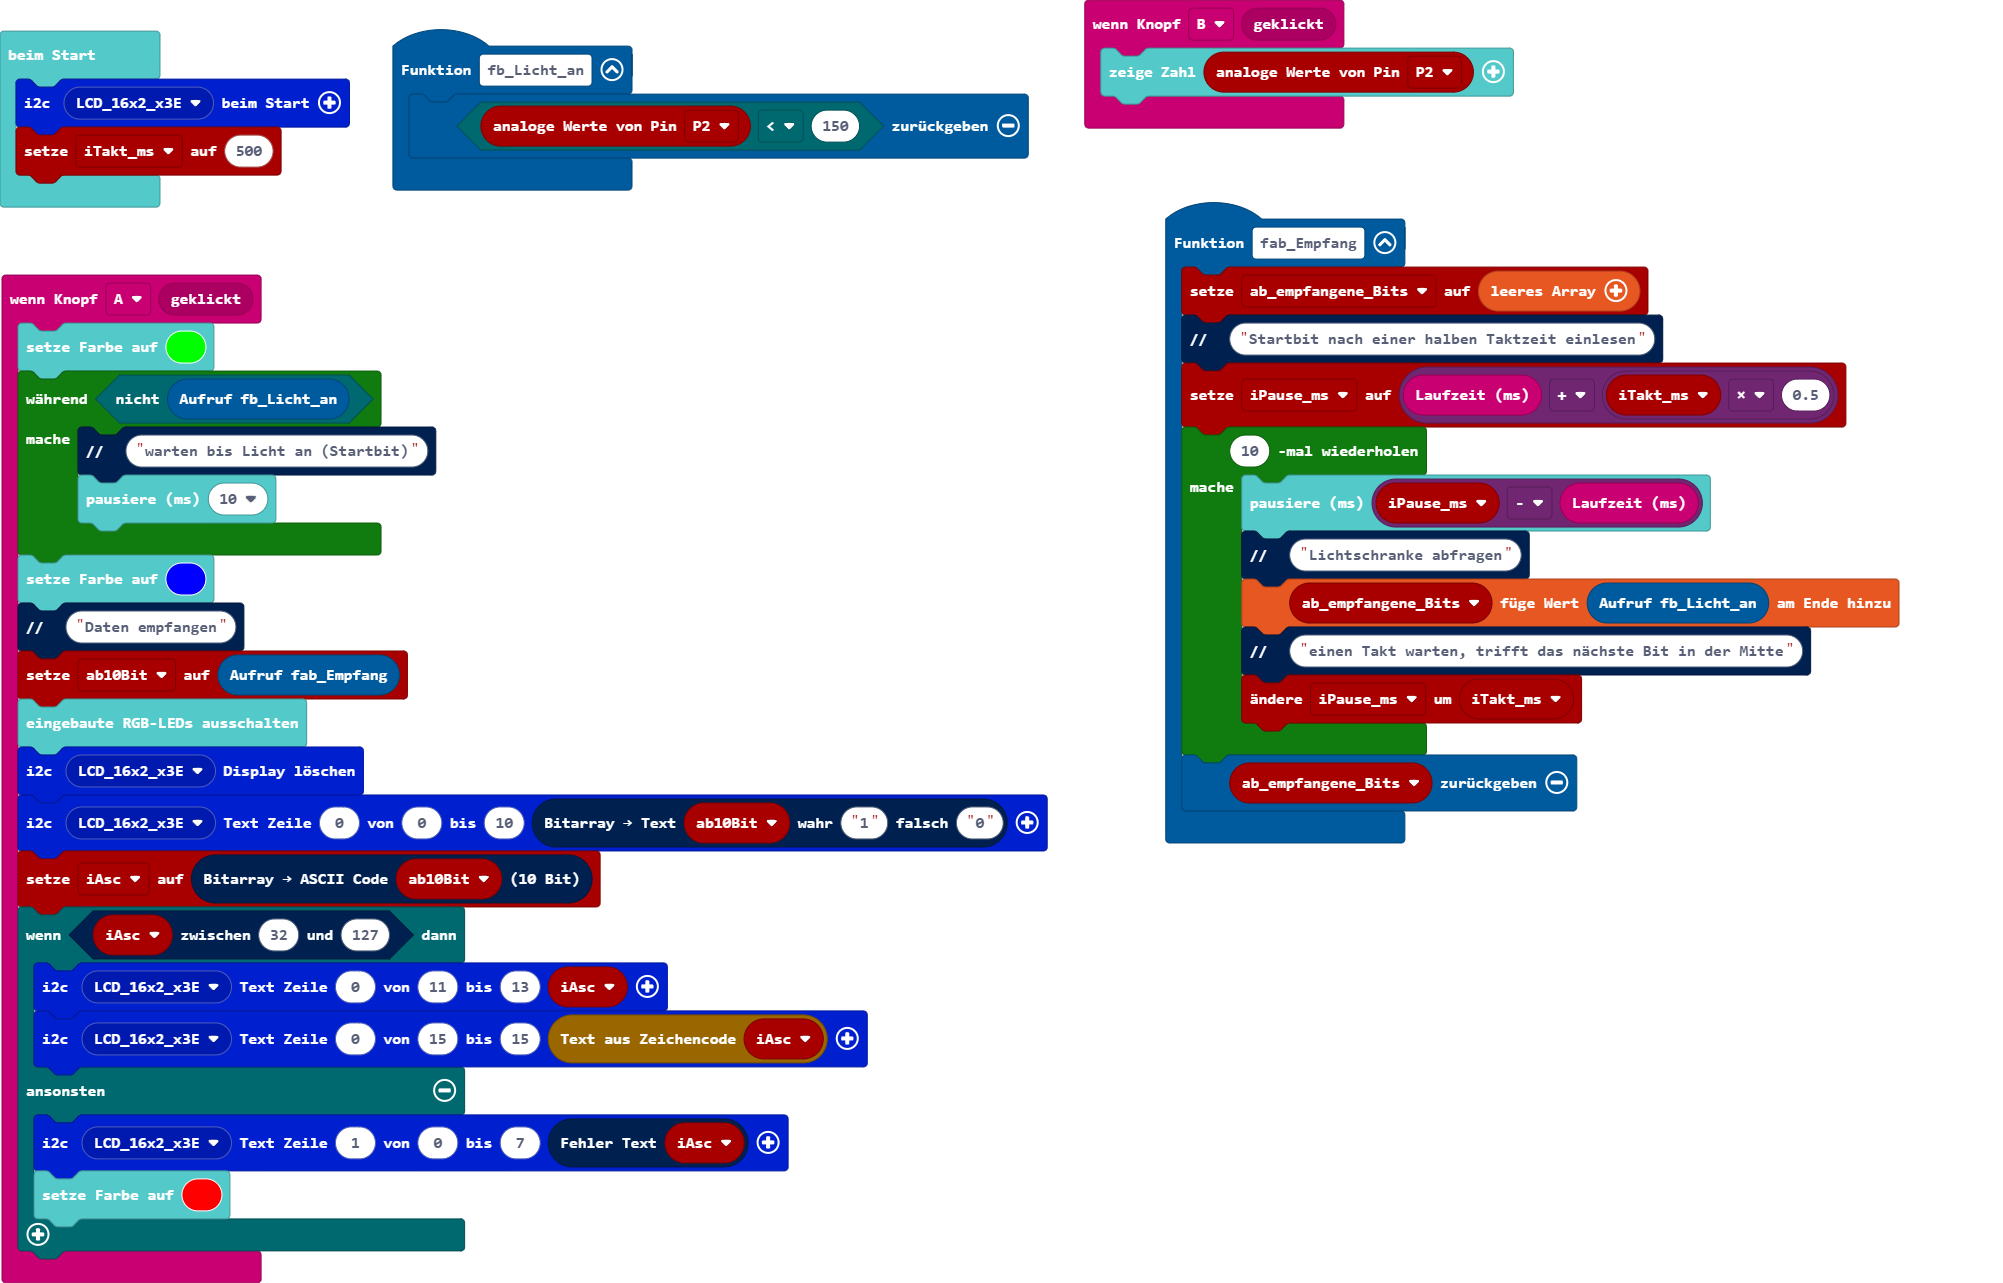 beim Start
i2c LCD_16x2_x3E beim Start
setze iTakt_ms auf 500
Funktion fb_Licht_an
analoge Werte von Pin P2 < 150 zurückgeben
wenn Knopf B geklickt
zeige Zahl analoge Werte von Pin P2
wenn Knopf A geklickt
setze Farbe auf
während nicht Aufruf fb_Licht_an
mache // "warten bis Licht an (Startbit)"
pausiere (ms) 10
setze Farbe auf
// "Daten empfangen"
setze ab10Bit auf Aufruf fab_Empfang
eingebaute RGB-LEDs ausschalten
i2c LCD_16x2_x3E Display löschen
i2c LCD_16x2_x3E Text Zeile 0 von 0 bis 10 Bitarray → Text ab10Bit wahr "1" falsch "0"
setze iAsc auf Bitarray → ASCII Code ab10Bit (10 Bit)
wenn iAsc zwischen 32 und 127 dann
i2c LCD_16x2_x3E Text Zeile 0 von 11 bis 13 iAsc
i2c LCD_16x2_x3E Text Zeile 0 von 15 bis 15 Text aus Zeichencode iAsc
ansonsten
i2c LCD_16x2_x3E Text Zeile 1 von 0 bis 7 Fehler Text iAsc
setze Farbe auf
Funktion fab_Empfang
setze ab_empfangene_Bits auf leeres Array
// "Startbit nach einer halben Taktzeit einlesen"
setze iPause_ms auf Laufzeit (ms) + iTakt_ms × 0.5
10 -mal wiederholen
mache pausiere (ms) iPause_ms - Laufzeit (ms)
// "Lichtschranke abfragen"
ab_empfangene_Bits füge Wert Aufruf fb_Licht_an am Ende hinzu
// "einen Takt warten, trifft das nächste Bit in der Mitte"
ändere iPause_ms um iTakt_ms
ab_empfangene_Bits zurückgeben